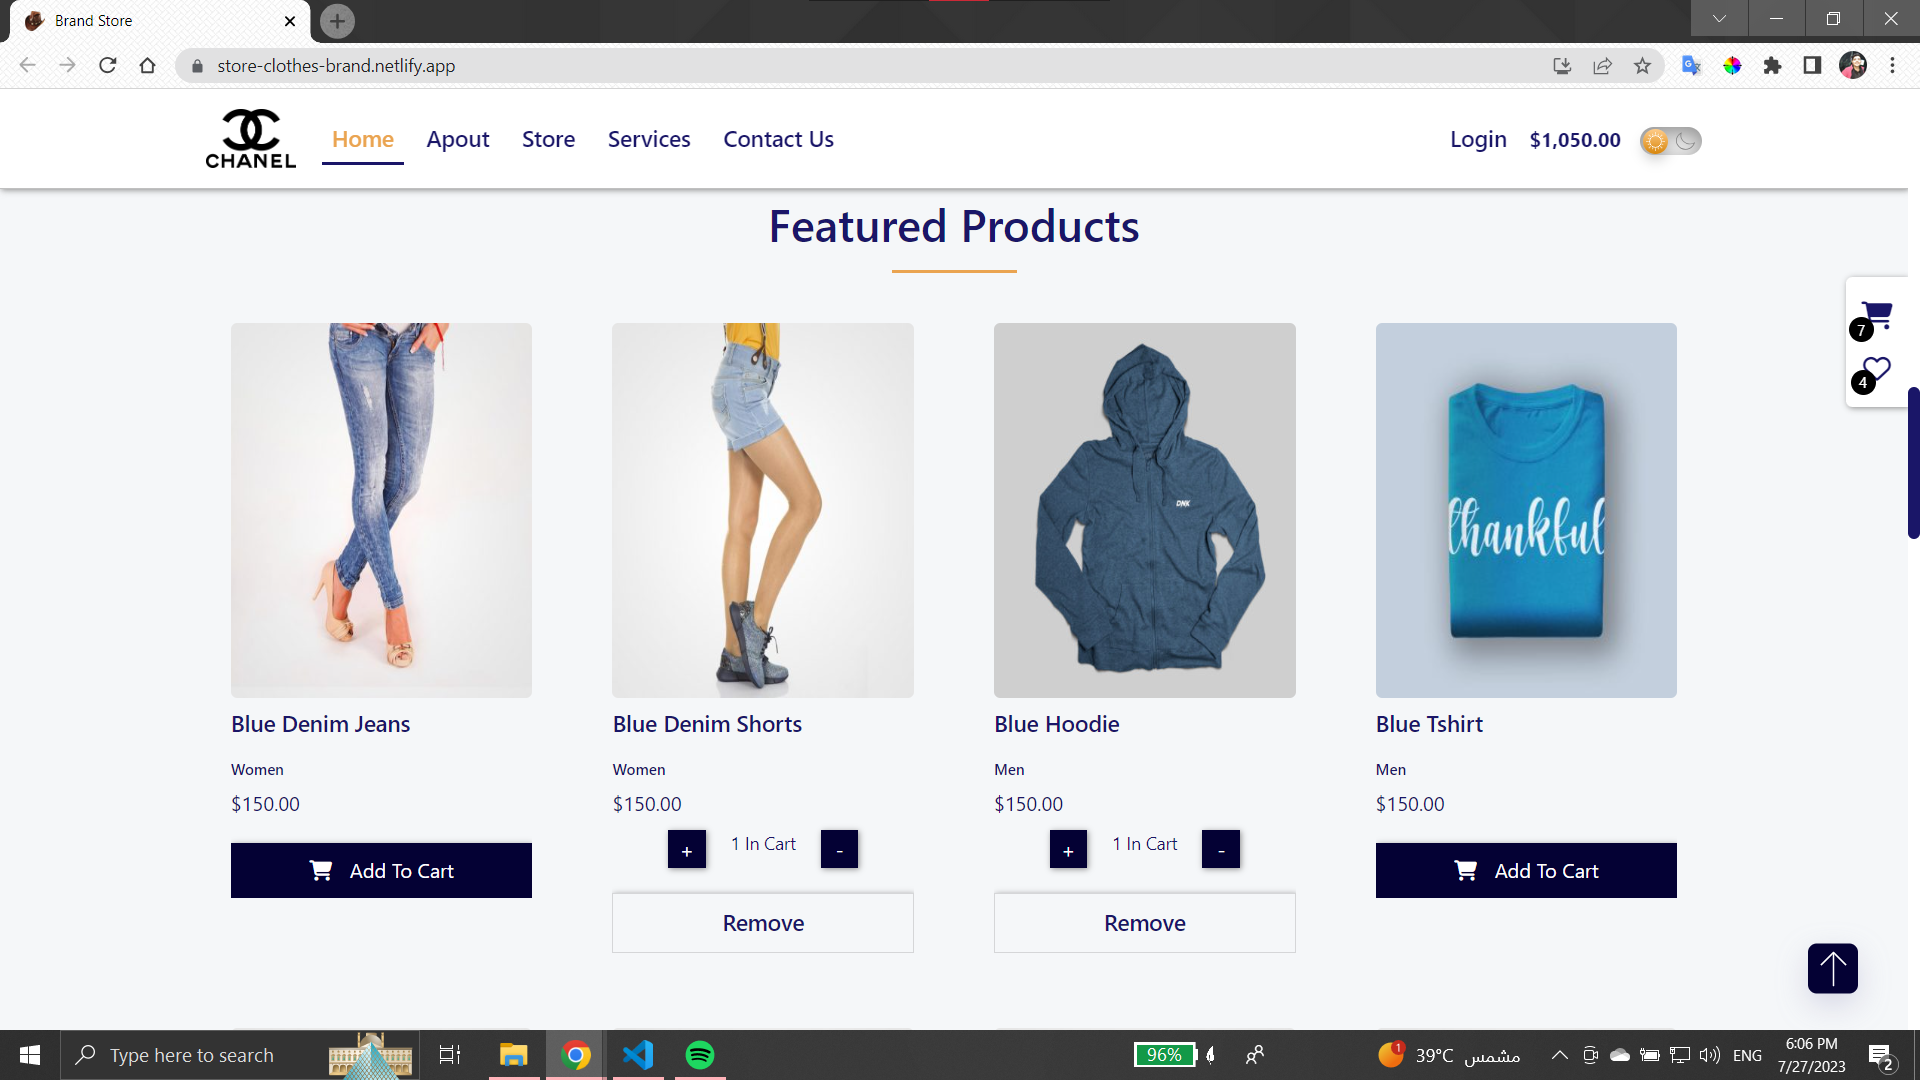 Brand Store
store-clothes-brand.netlify.app
CHANEL
Home Apout Store Services Contact Us
Login $1,050.00
Featured Products
7
4
DNK
thankful
Blue Denim Jeans Blue Denim Shorts Blue Hoodie Blue Tshirt
Women Women Men Men
$150.00 $150.00 $150.00 $150.00
+ 1 In Cart - + 1 In Cart -
Add To Cart Add To Cart
Remove Remove
Type here to search
96%
1
39°C مشمس
ENG
6:06 PM
7/27/2023
2